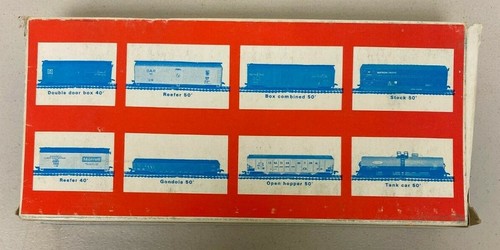 Double door box 40'
Reefer 50'
Box combined 50'
Stock 50'
Reefer 40'
Gondola 50'
Open hopper 50'
Tank car 50'